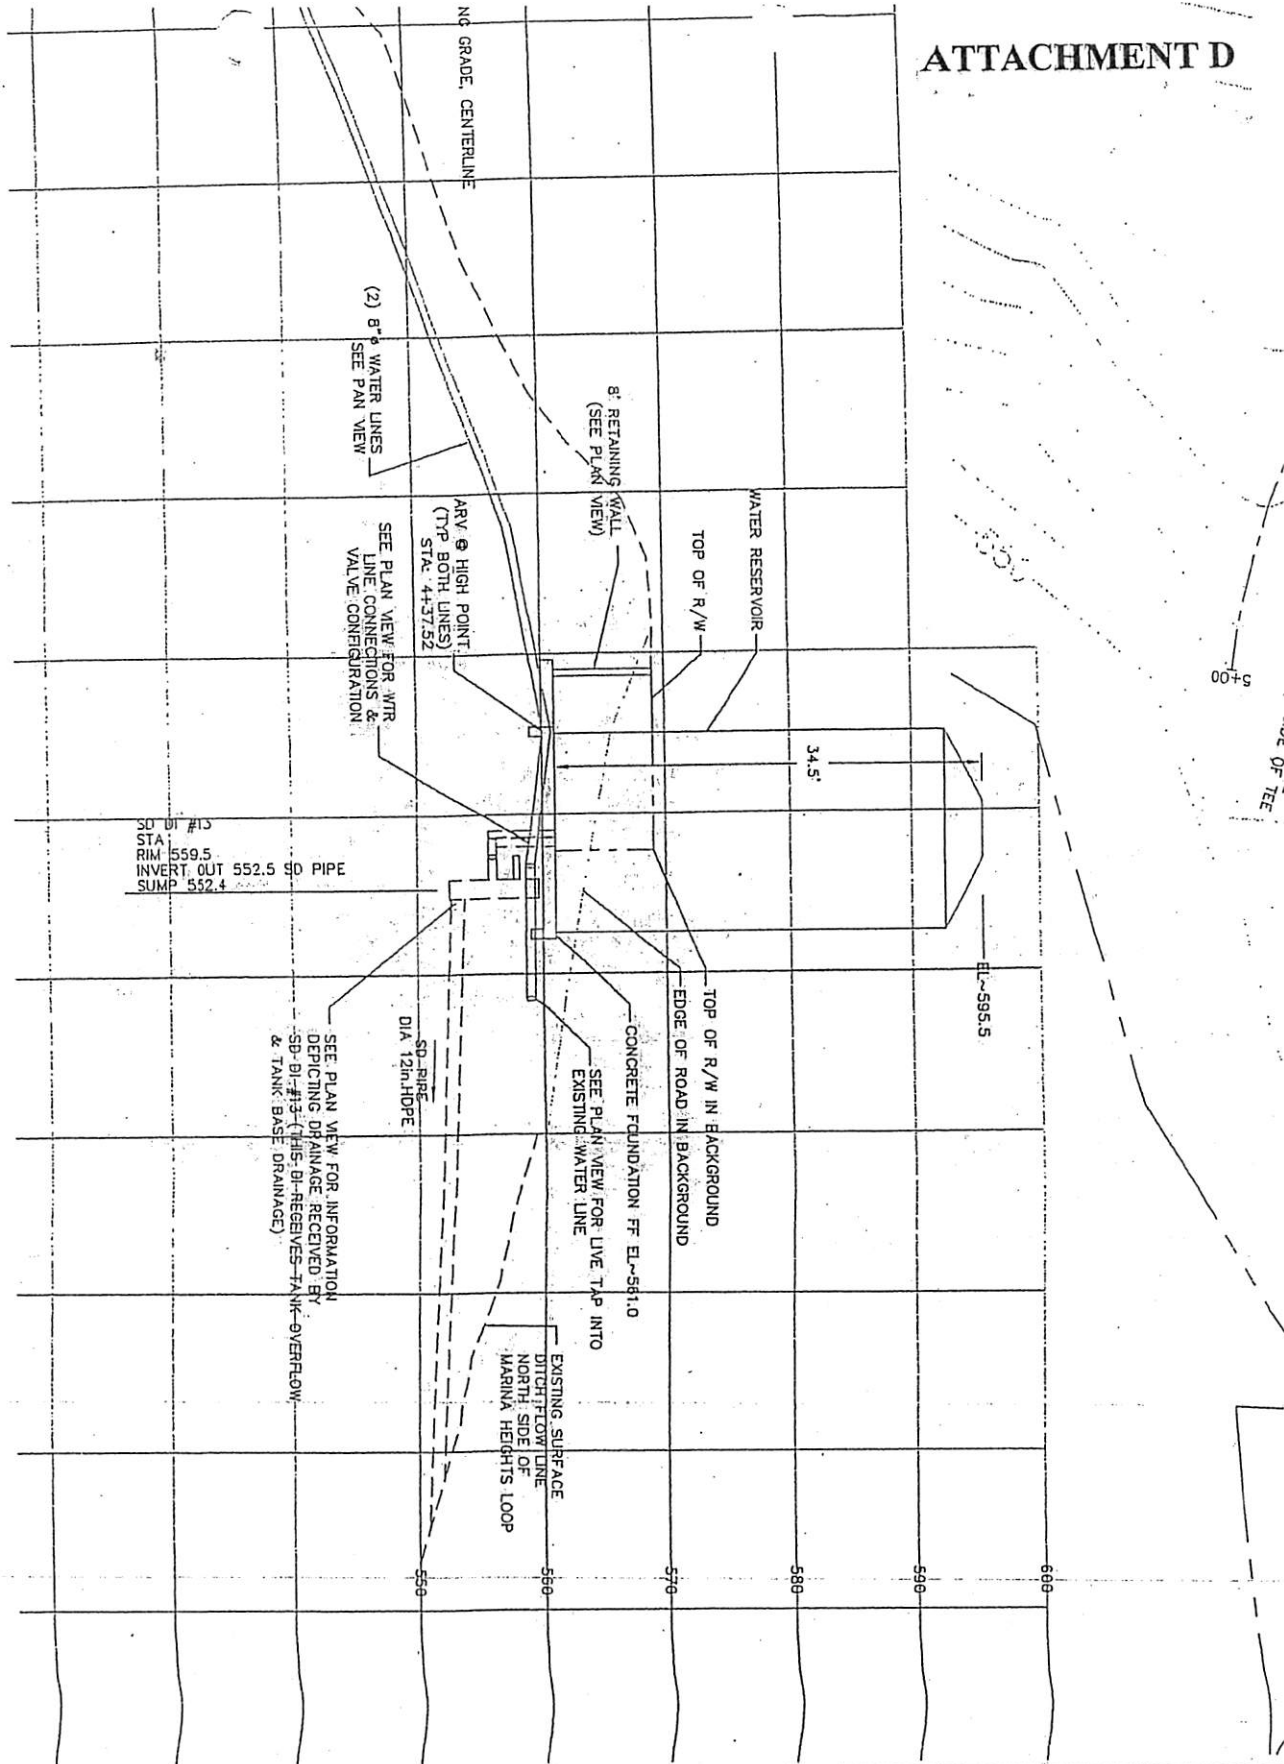 ATTACHMENT D
NG GRADE, CENTERLINE
(2) 8"ø WATER LINES
SEE PAN VIEW
8' RETAINING WALL
(SEE PLAN VIEW)
WATER RESERVOIR
TOP OF R/W
ARV @ HIGH POINT
(TYP BOTH LINES)
STA: 4+37.52
SEE PLAN VIEW FOR WTR
LINE CONNECTIONS &
VALVE CONFIGURATION
5+00
OF TEE
34.5'
SD DI #13
STA
RIM 559.5
INVERT OUT 552.5 SD PIPE
SUMP 552.4
EL~595.5
TOP OF R/W IN BACKGROUND
EDGE OF ROAD IN BACKGROUND
CONCRETE FOUNDATION FF EL~561.0
SEE PLAN VIEW FOR LIVE TAP INTO
EXISTING WATER LINE
SD PIPE
DIA 12in.HDPE
SEE PLAN VIEW FOR INFORMATION
DEPICTING DRAINAGE RECEIVED BY
SD-DI-#13 (THIS DI RECEIVES TANK OVERFLOW
& TANK BASE DRAINAGE)
EXISTING SURFACE
DITCH FLOW LINE
NORTH SIDE OF
MARINA HEIGHTS LOOP
550
560
570
580
590
600